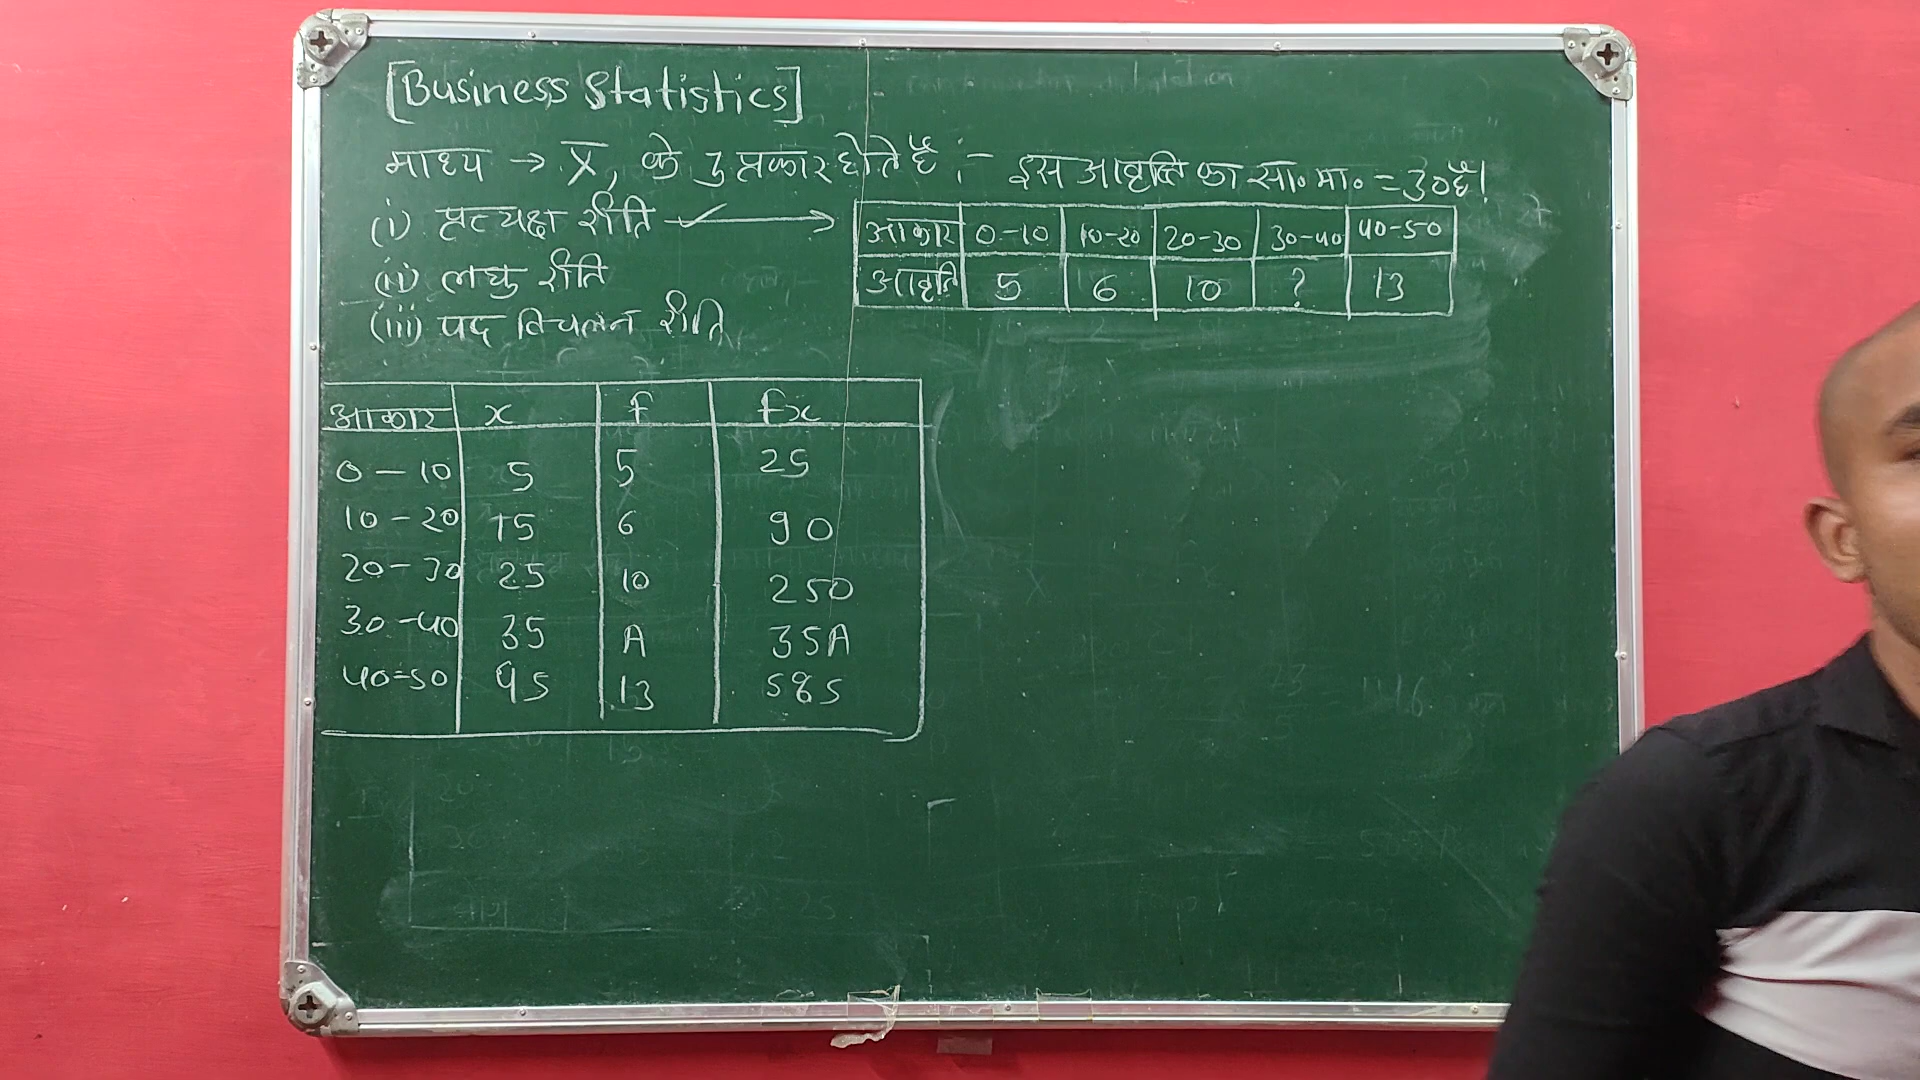 [Business Statistics]
माध्य → X̄, के 3 प्रकार होते है :- इस आवृत्ति का सा० मा० = 30 है।
(i) प्रत्यक्ष रीति
(ii) लघु रीति
(iii) पद विचलन रीति
आकार 0-10 10-20 20-30 30-40 40-50
आवृत्ति 5 6 10 ? 13
आकार x f fx
0-10 5 5 25
10-20 15 6 90
20-30 25 10 250
30-40 35 A 35A
40=50 45 13 585